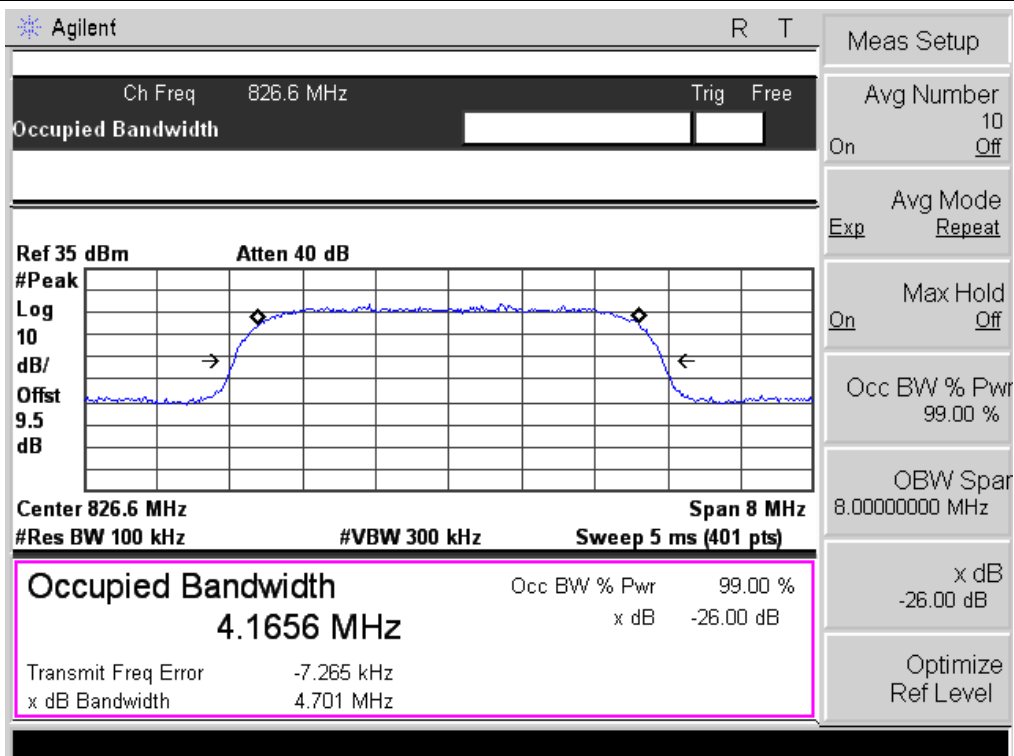 Agilent
R T
Ch Freq 826.6 MHz Trig Free
Occupied Bandwidth
Ref 35 dBm Atten 40 dB
#Peak
Log
10
dB/
Offst
9.5
dB
Center 826.6 MHz Span 8 MHz
#Res BW 100 kHz #VBW 300 kHz Sweep 5 ms (401 pts)
Occupied Bandwidth
4.1656 MHz
Occ BW % Pwr 99.00 %
x dB -26.00 dB
Transmit Freq Error -7.265 kHz
x dB Bandwidth 4.701 MHz
Meas Setup
Avg Number
10
On Off
Avg Mode
Exp Repeat
Max Hold
On Off
Occ BW % Pwr
99.00 %
OBW Span
8.00000000 MHz
x dB
-26.00 dB
Optimize
Ref Level